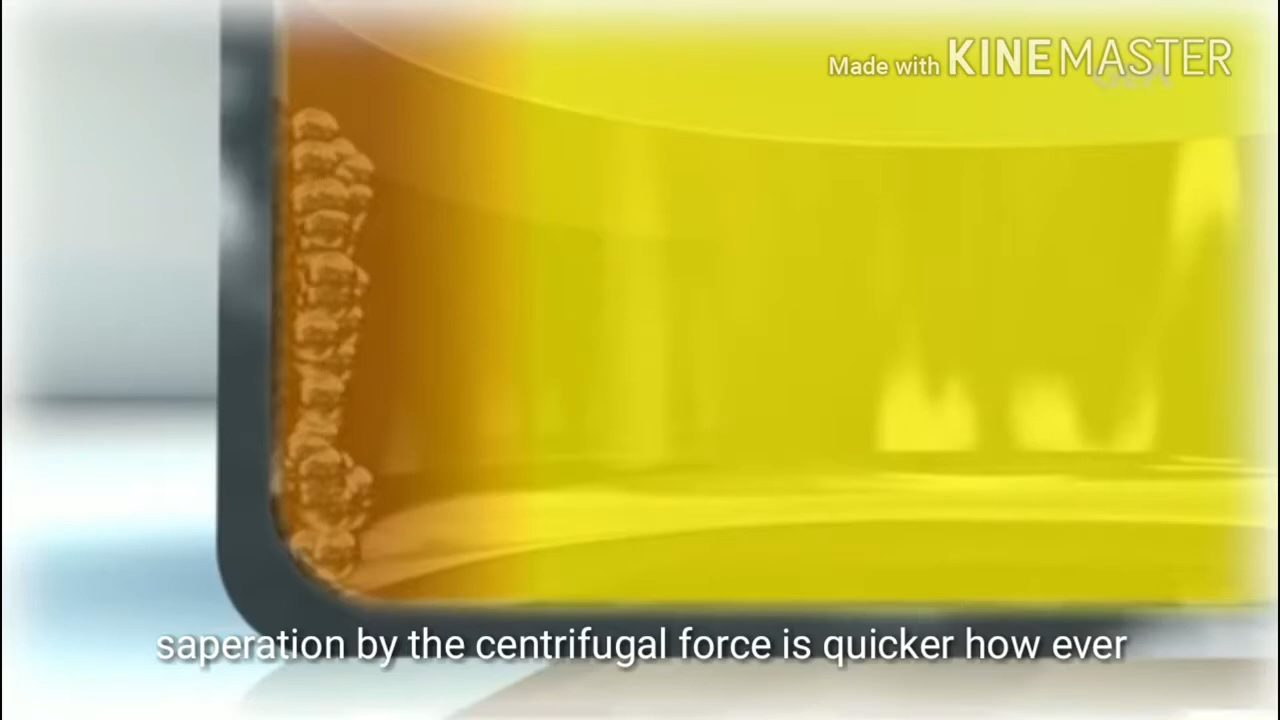 Made with KINEMASTER
saperation by the centrifugal force is quicker how ever